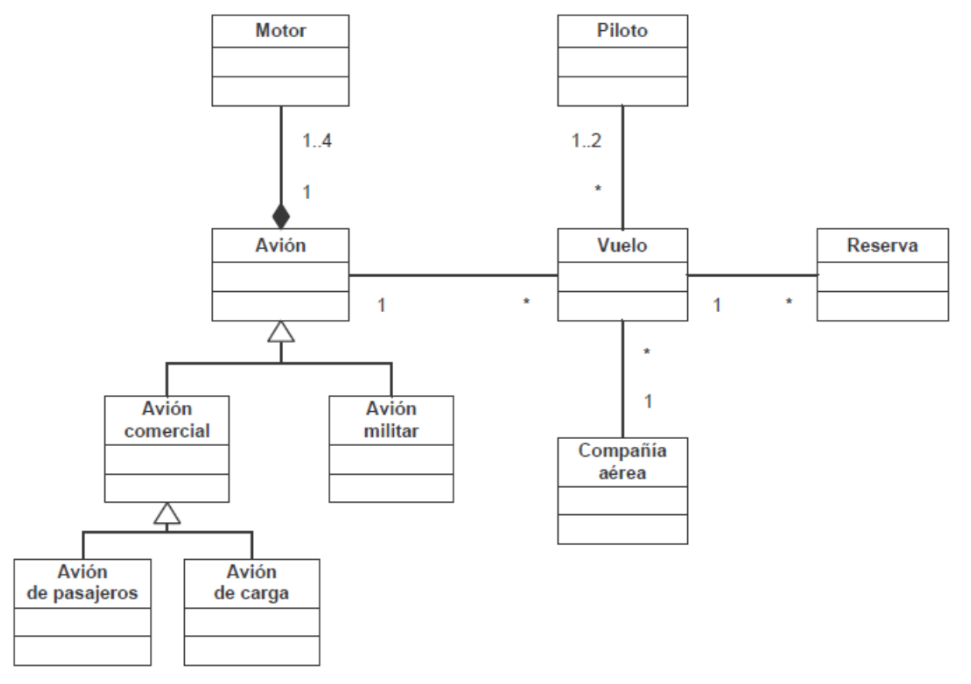 Motor
Piloto
1..4
1..2
1
*
Avión
Vuelo
Reserva
1
*
1
*
*
1
Avión
comercial
Avión
militar
Compañía
aérea
Avión
de pasajeros
Avión
de carga